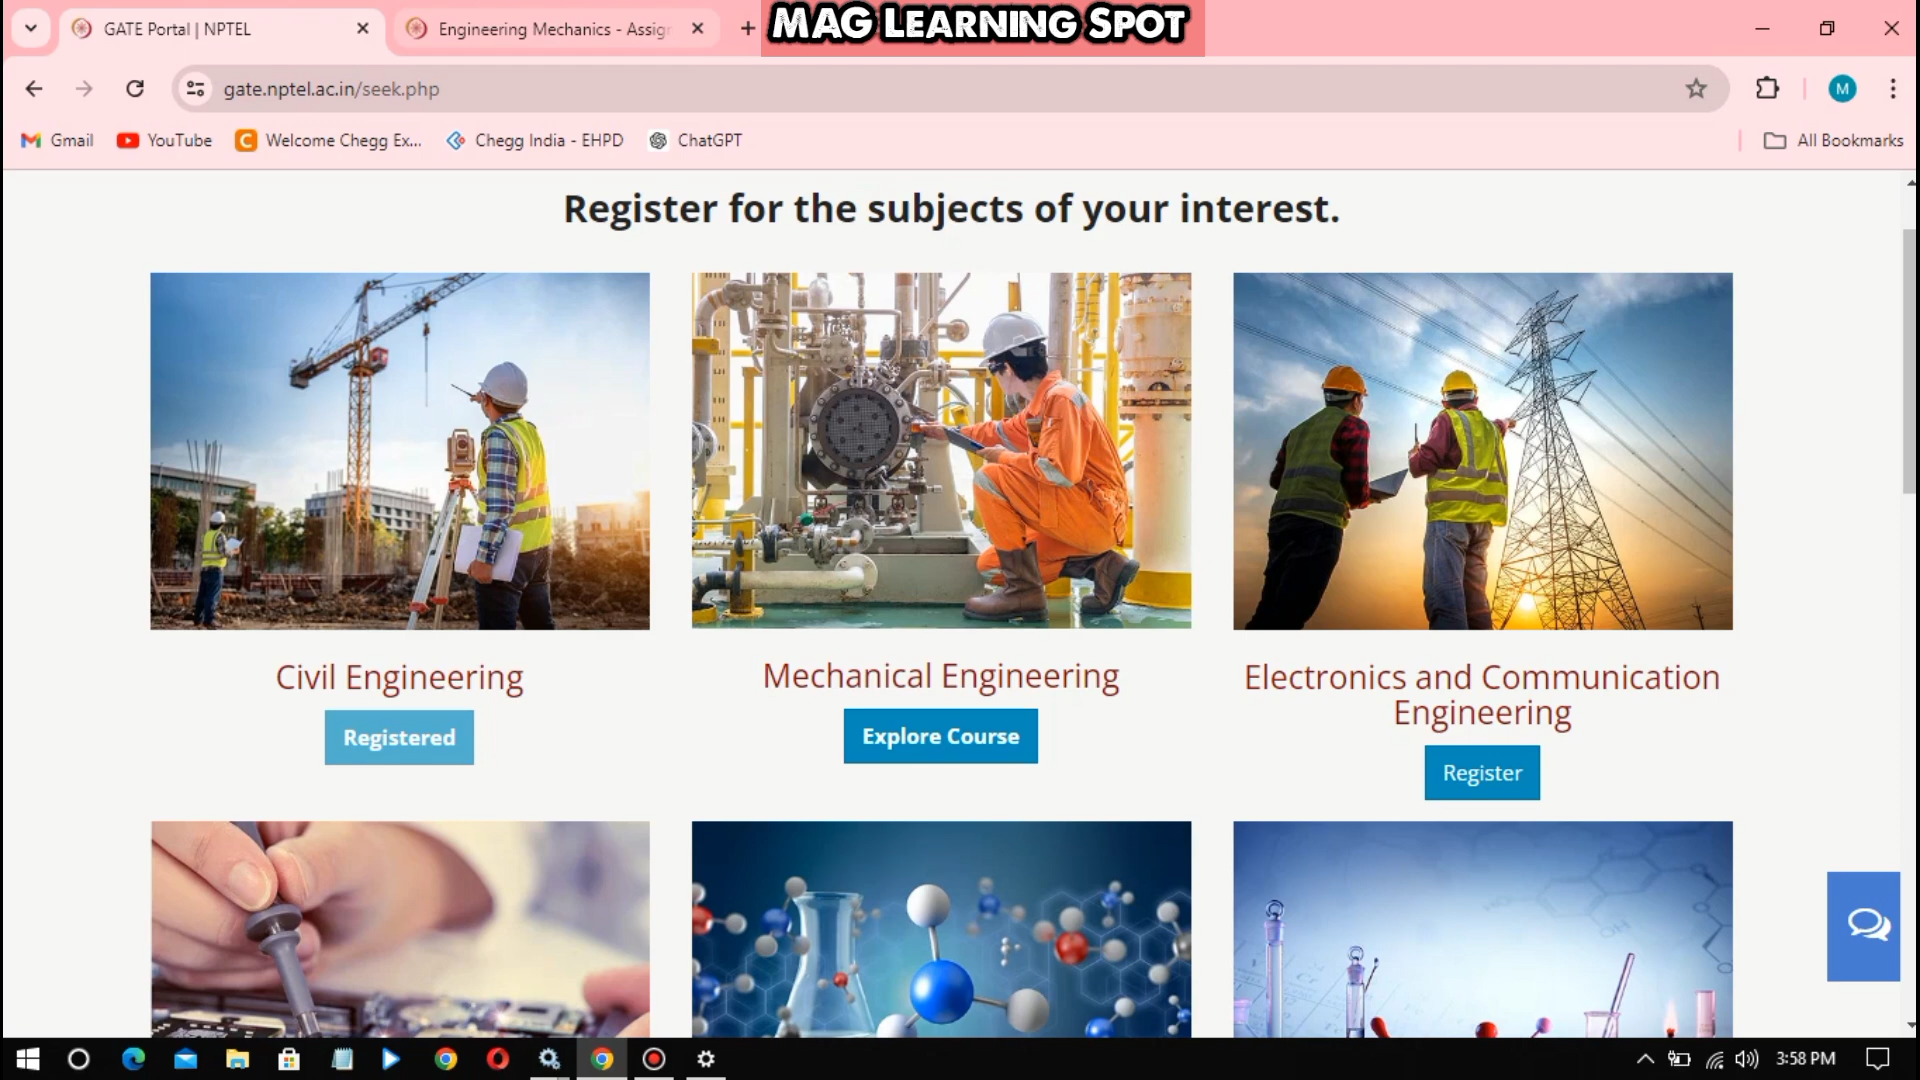 GATE Portal | NPTEL
Engineering Mechanics - Assig
MAG LEARNING SPOT
gate.nptel.ac.in/seek.php
M
Gmail
YouTube
Welcome Chegg Ex...
Chegg India - EHPD
ChatGPT
All Bookmarks
Register for the subjects of your interest.
Civil Engineering
Registered
Mechanical Engineering
Explore Course
Electronics and Communication
Engineering
Register
3:58 PM